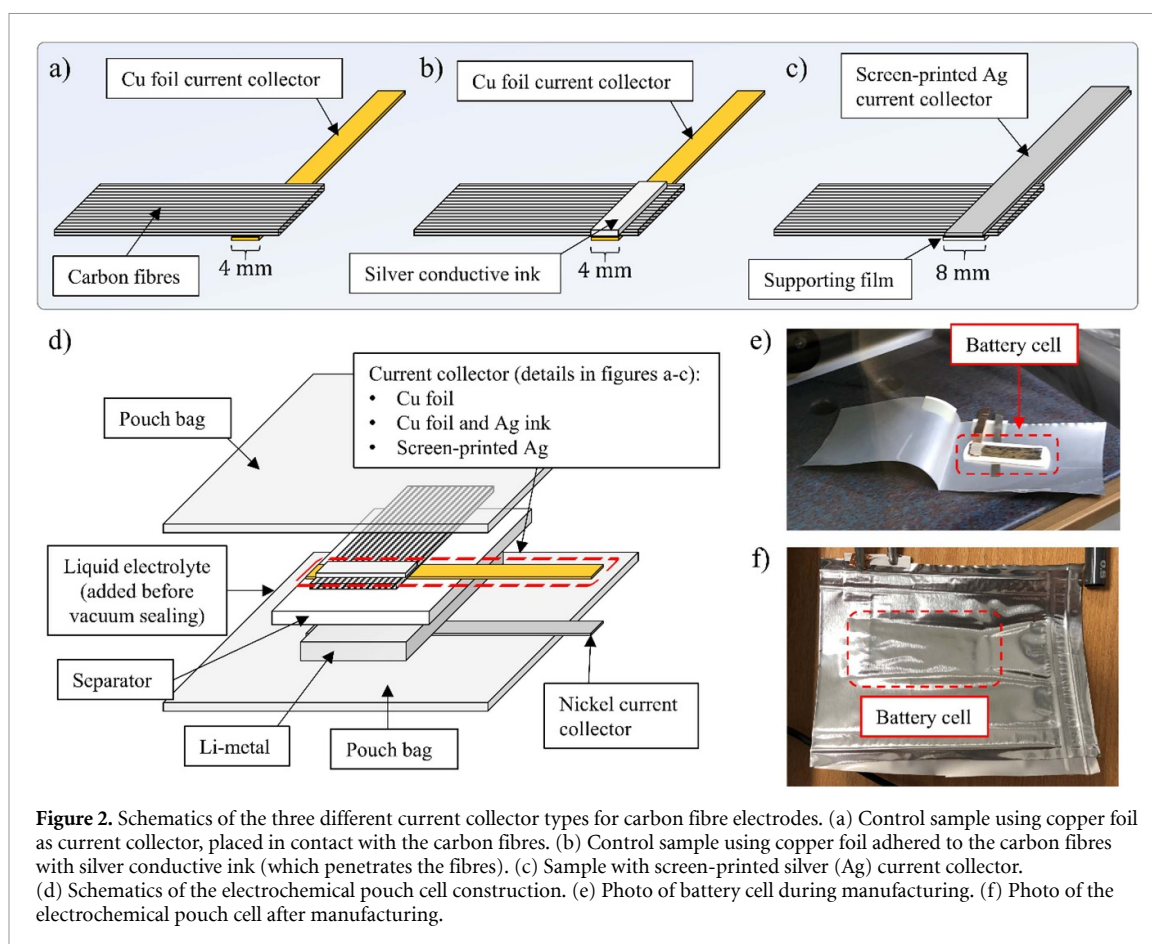 a)
Cu foil current collector
Carbon fibres
4 mm
b)
Cu foil current collector
Silver conductive ink
4 mm
c)
Screen-printed Ag
current collector
Supporting film
8 mm
d)
Pouch bag
Current collector (details in figures a-c):
• Cu foil
• Cu foil and Ag ink
• Screen-printed Ag
Liquid electrolyte
(added before
vacuum sealing)
Separator
Li-metal
Pouch bag
Nickel current
collector
e)
Battery cell
f)
0.5
Battery cell
Figure 2. Schematics of the three different current collector types for carbon fibre electrodes. (a) Control sample using copper foil
as current collector, placed in contact with the carbon fibres. (b) Control sample using copper foil adhered to the carbon fibres
with silver conductive ink (which penetrates the fibres). (c) Sample with screen-printed silver (Ag) current collector.
(d) Schematics of the electrochemical pouch cell construction. (e) Photo of battery cell during manufacturing. (f) Photo of the
electrochemical pouch cell after manufacturing.